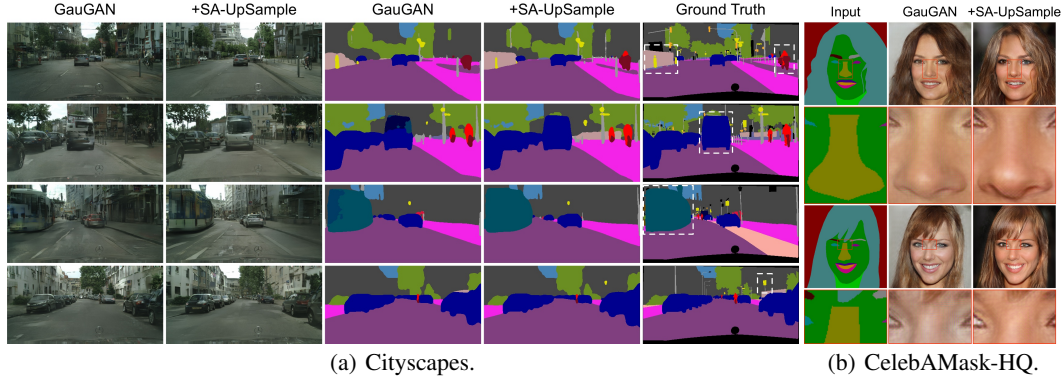 GauGAN +SA-UpSample GauGAN +SA-UpSample Ground Truth Input GauGAN +SA-UpSample
(a) Cityscapes. (b) CelebAMask-HQ.